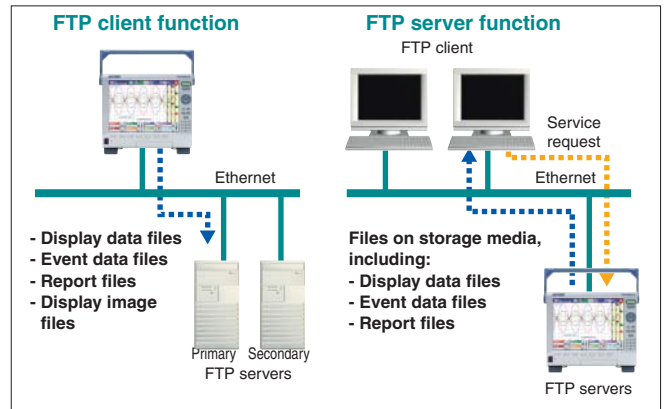 FTP client function
Ethernet
- Display data files
- Event data files
- Report files
- Display image
files
Primary Secondary
FTP servers
FTP server function
FTP client
Service
request
Ethernet
Files on storage media,
including:
- Display data files
- Event data files
- Report files
FTP servers